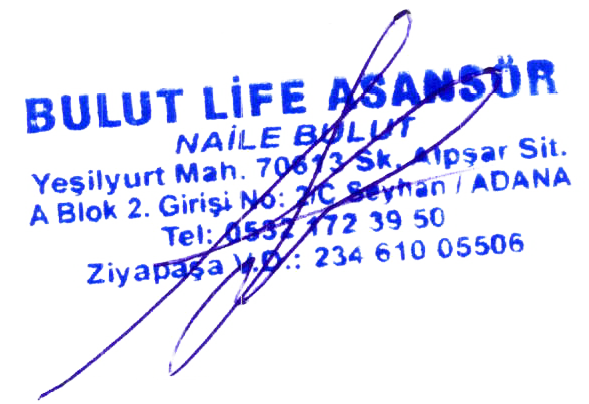 BULUT LİFE ASANSÖR
NAİLE BULUT
Yeşilyurt Mah. 70613 Sk. Alpşar Sit.
A Blok 2. Girişi No: 2/C Seyhan / ADANA
Tel: 0532 172 39 50
Ziyapaşa V.D.: 234 610 05506